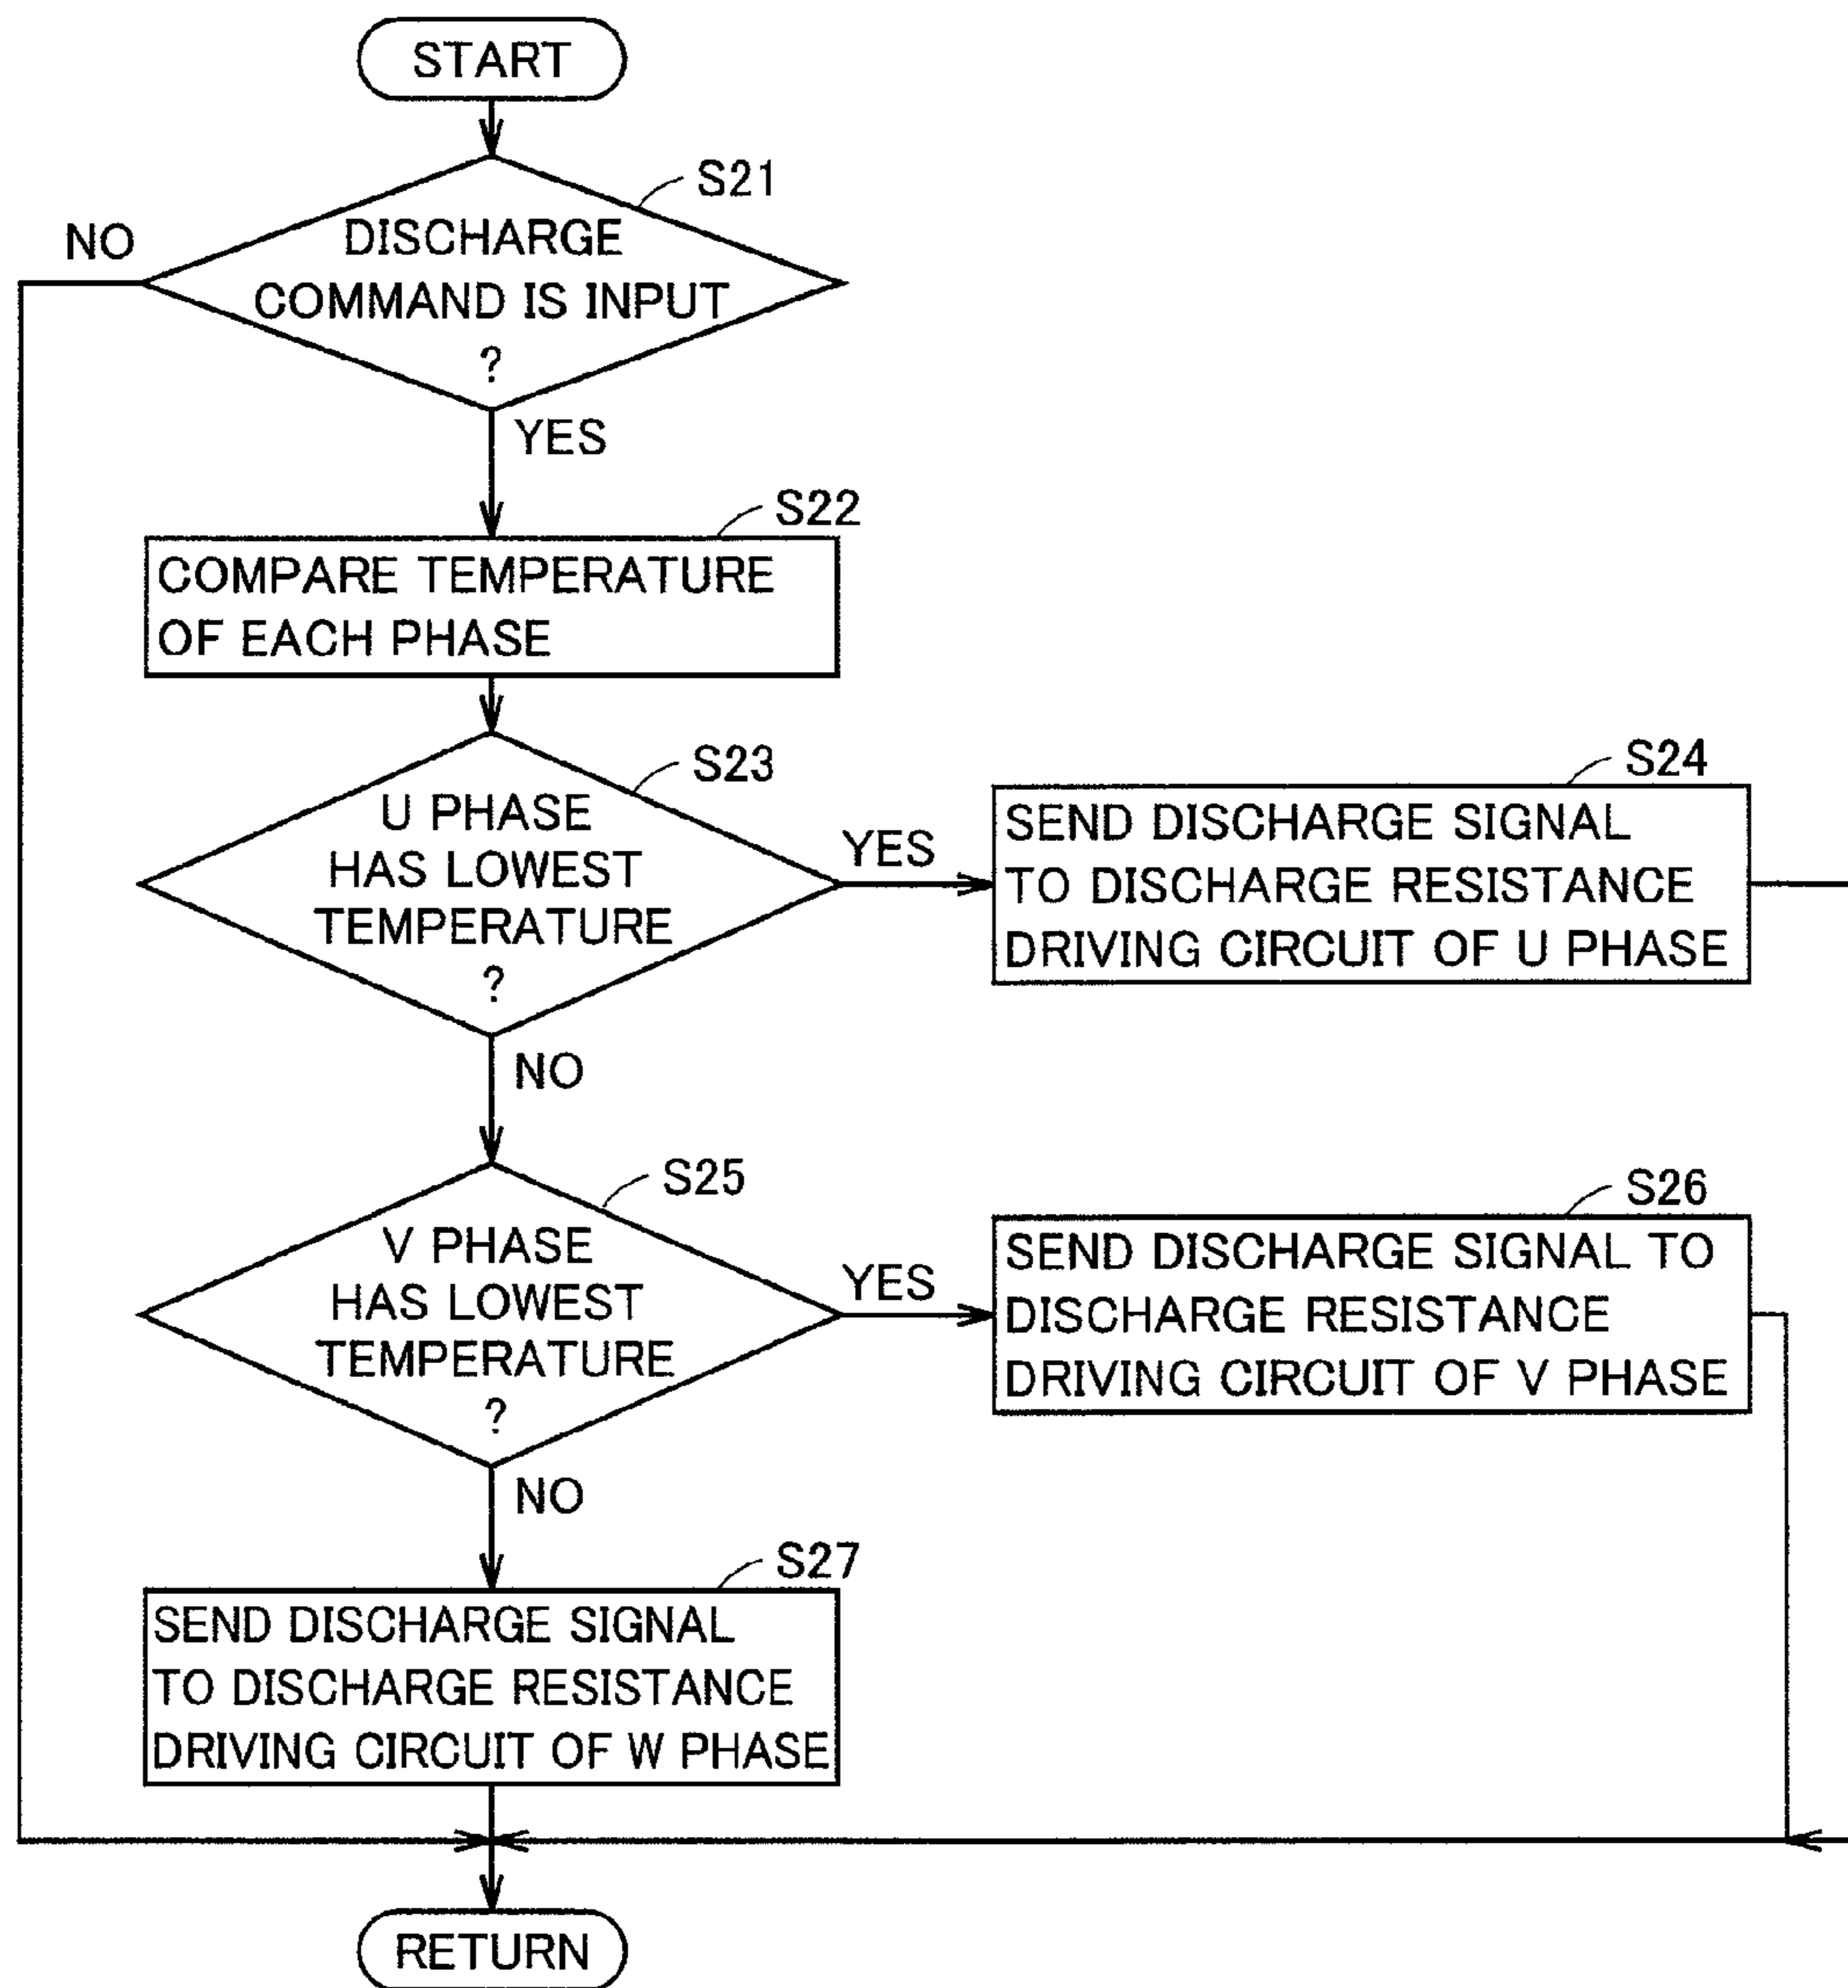 START
S21
NO
DISCHARGE
COMMAND IS INPUT
?
YES
S22
COMPARE TEMPERATURE
OF EACH PHASE
S23
U PHASE
HAS LOWEST
TEMPERATURE
?
YES
S24
SEND DISCHARGE SIGNAL
TO DISCHARGE RESISTANCE
DRIVING CIRCUIT OF U PHASE
NO
S25
V PHASE
HAS LOWEST
TEMPERATURE
?
YES
S26
SEND DISCHARGE SIGNAL TO
DISCHARGE RESISTANCE
DRIVING CIRCUIT OF V PHASE
NO
S27
SEND DISCHARGE SIGNAL
TO DISCHARGE RESISTANCE
DRIVING CIRCUIT OF W PHASE
RETURN